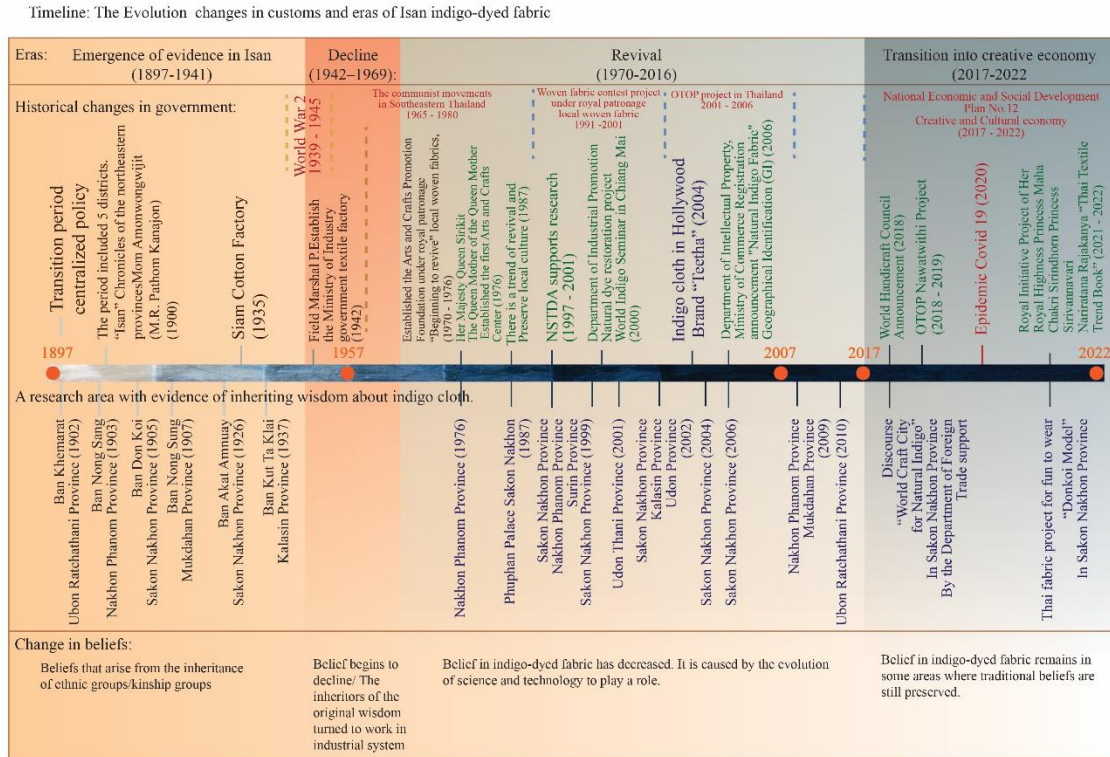 Timeline: The Evolution changes in customs and eras of Isan indigo-dyed fabric
Eras:
Emergence of evidence in Isan
(1897-1941)
Decline
(1942–1969):
Revival
(1970-2016)
Transition into creative economy
(2017-2022)
Historical changes in government:
World War 2
1939 - 1945
The communist movements
in Southeastern Thailand
1965 - 1980
Woven fabric contest project
under royal patronage
local woven fabric
1991 -2001
OTOP project in Thailand
2001 - 2006
National Economic and Social Development
Plan No.12
Creative and Cultural economy
(2017 - 2022)
Transition period
centralized policy
The period included 5 districts.
“Isan” Chronicles of the northeastern
provincesMom Amonwongwijit
(M.R. Pathom Kanajon)
(1900)
Siam Cotton Factory
(1935)
Field Marshal P.Establish
the Ministry of Industry
government textile factory
(1942)
Established the Arts and Crafts Promotion
Foundation under royal patronage
"Beginning to revive" local woven fabrics,
(1970 - 1976)
Her Majesty Queen Sirikit
The Queen Mother of the Queen Mother
Established the first Arts and Crafts
Center (1976)
There is a trend of revival and
Preserve local culture (1987)
NSTDA supports research
(1997 - 2001)
Department of Industrial Promotion
Natural dye restoration project
World Indigo Seminar in Chiang Mai
(2000)
Indigo cloth in Hollywood
Brand “Teetha” (2004)
Department of Intellectual Property,
Ministry of Commerce Registration
announcement "Natural Indigo Fabric"
Geographical Identification (GI) (2006)
World Handicraft Council
Announcement (2018)
OTOP Nawatwithi Project
(2018 - 2019)
Epidemic Covid 19 (2020)
Royal Initiative Project of Her
Royal Highness Princess Maha
Chakri Sirindhorn Princess
Sirivannavari
Nariratana Rajakanya “Thai Textile
Trend Book” (2021 - 2022)
1897
1957
2007
2017
2022
A research area with evidence of inheriting wisdom about indigo cloth.
Ban Khemarat
Ubon Ratchathani Province (1902)
Ban Nong Sang
Nakhon Phanom Province (1903)
Ban Don Koi
Sakon Nakhon Province (1905)
Ban Nong Sung
Mukdahan Province (1907)
Ban Akat Amnuay
Sakon Nakhon Province (1926)
Ban Kut Ta Klai
Kalasin Province (1937)
Nakhon Phanom Province (1976)
Phuphan Palace Sakon Nakhon
(1987)
Sakon Nakhon Province
Nakhon Phanom Province
Surin Province
Sakon Nakhon Province (1999)
Udon Thani Province (2001)
Sakon Nakhon Province
Kalasin Province
Udon Province
(2002)
Sakon Nakhon Province (2004)
Sakon Nakhon Province (2006)
Nakhon Phanom Province
Mukdahan Province
(2009)
Ubon Ratchathani Province (2010)
Discourse
“World Craft City
for Natural Indigo”
In Sakon Nakhon Province
By the Department of Foreign
Trade support
Thai fabric project for fun to wear
“Donkoi Model”
In Sakon Nakhon Province
Change in beliefs:
Beliefs that arise from the inheritance
of ethnic groups/kinship groups
Belief begins to
decline/ The
inheritors of the
original wisdom
turned to work in
industrial system
Belief in indigo-dyed fabric has decreased. It is caused by the evolution
of science and technology to play a role.
Belief in indigo-dyed fabric remains in
some areas where traditional beliefs are
still preserved.